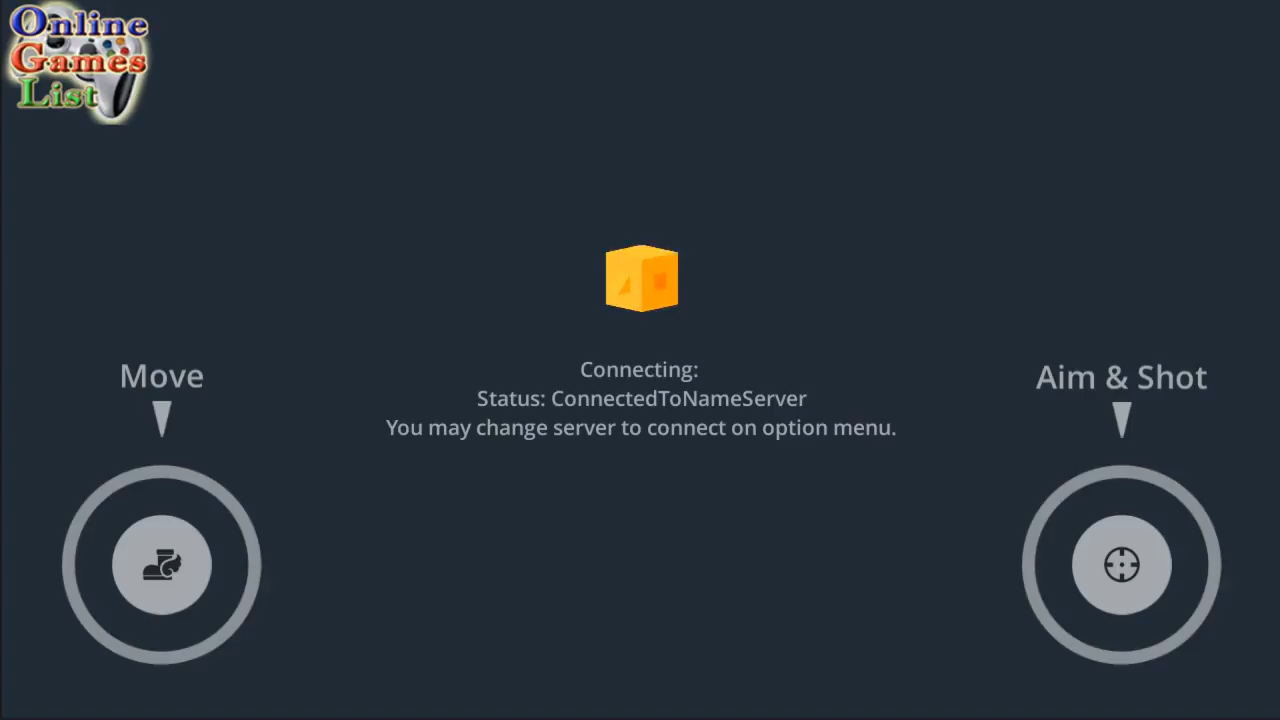 Online
Games
List
Move
Aim & Shot
Connecting:
Status: ConnectedToNameServer
You may change server to connect on option menu.